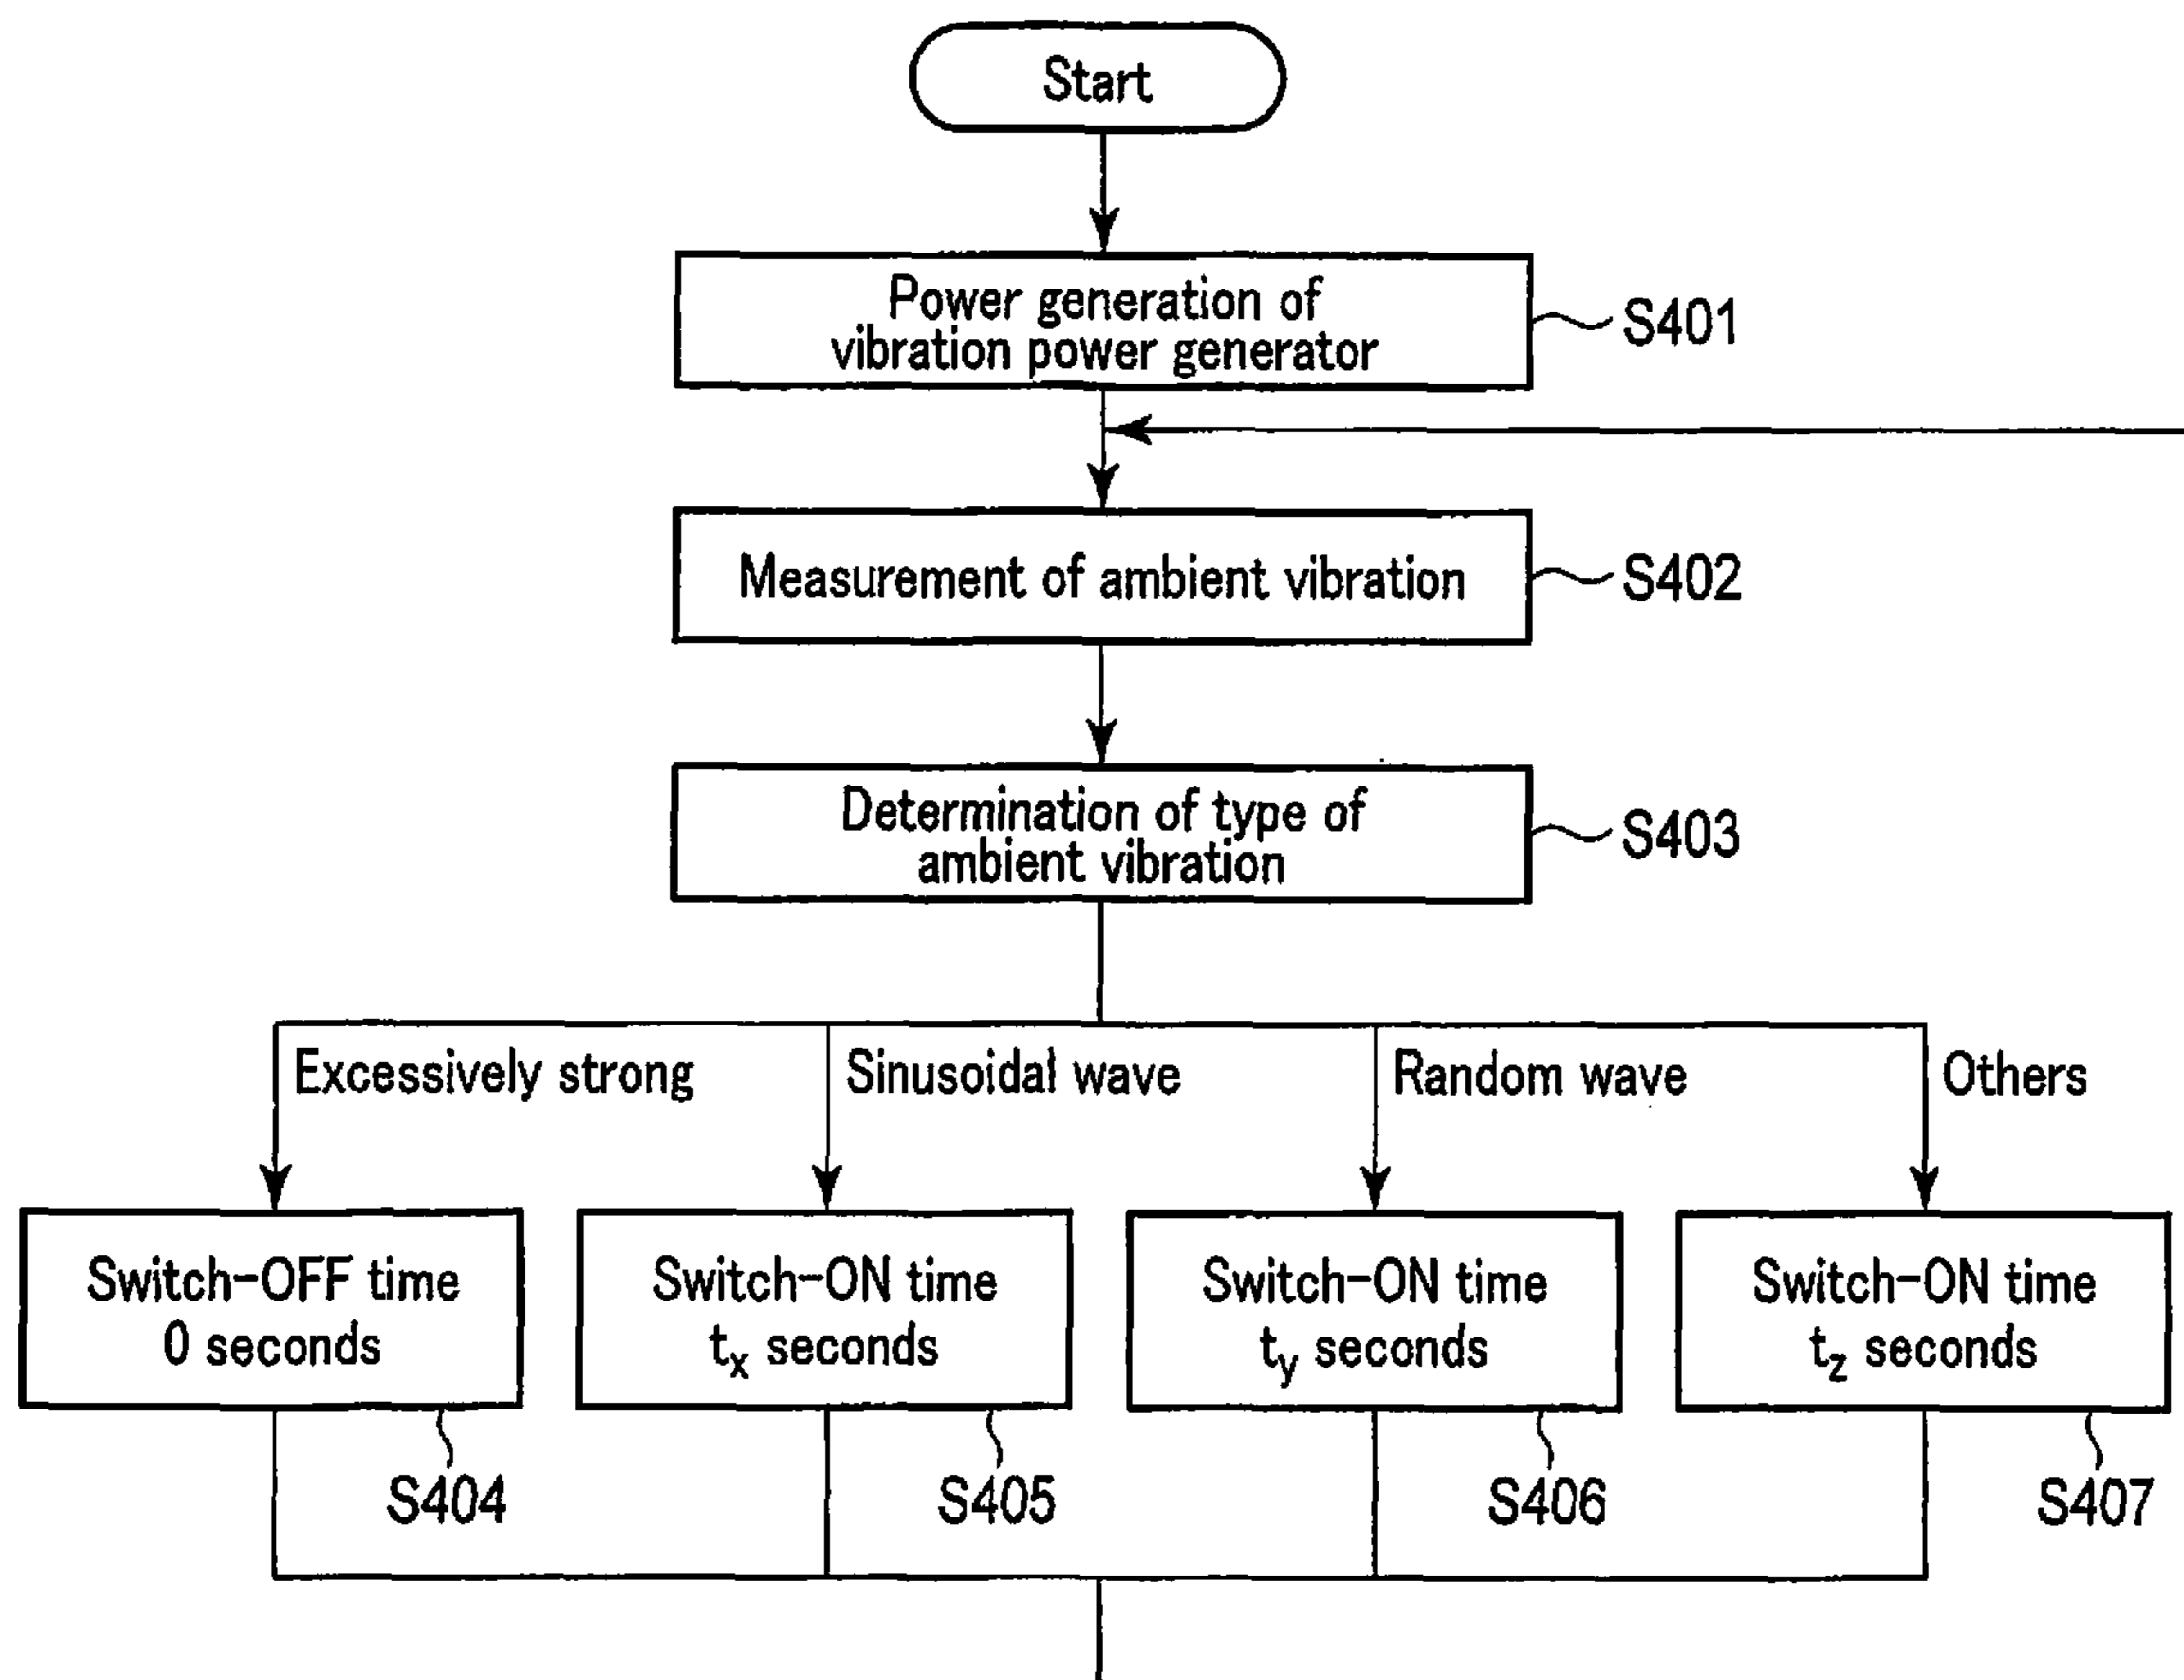 Start
Power generation of
vibration power generator
S401
Measurement of ambient vibration
S402
Determination of type of
ambient vibration
S403
Excessively strong
Sinusoidal wave
Random wave
Others
Switch-OFF time
0 seconds
Switch-ON time
tx seconds
Switch-ON time
ty seconds
Switch-ON time
tz seconds
S404
S405
S406
S407